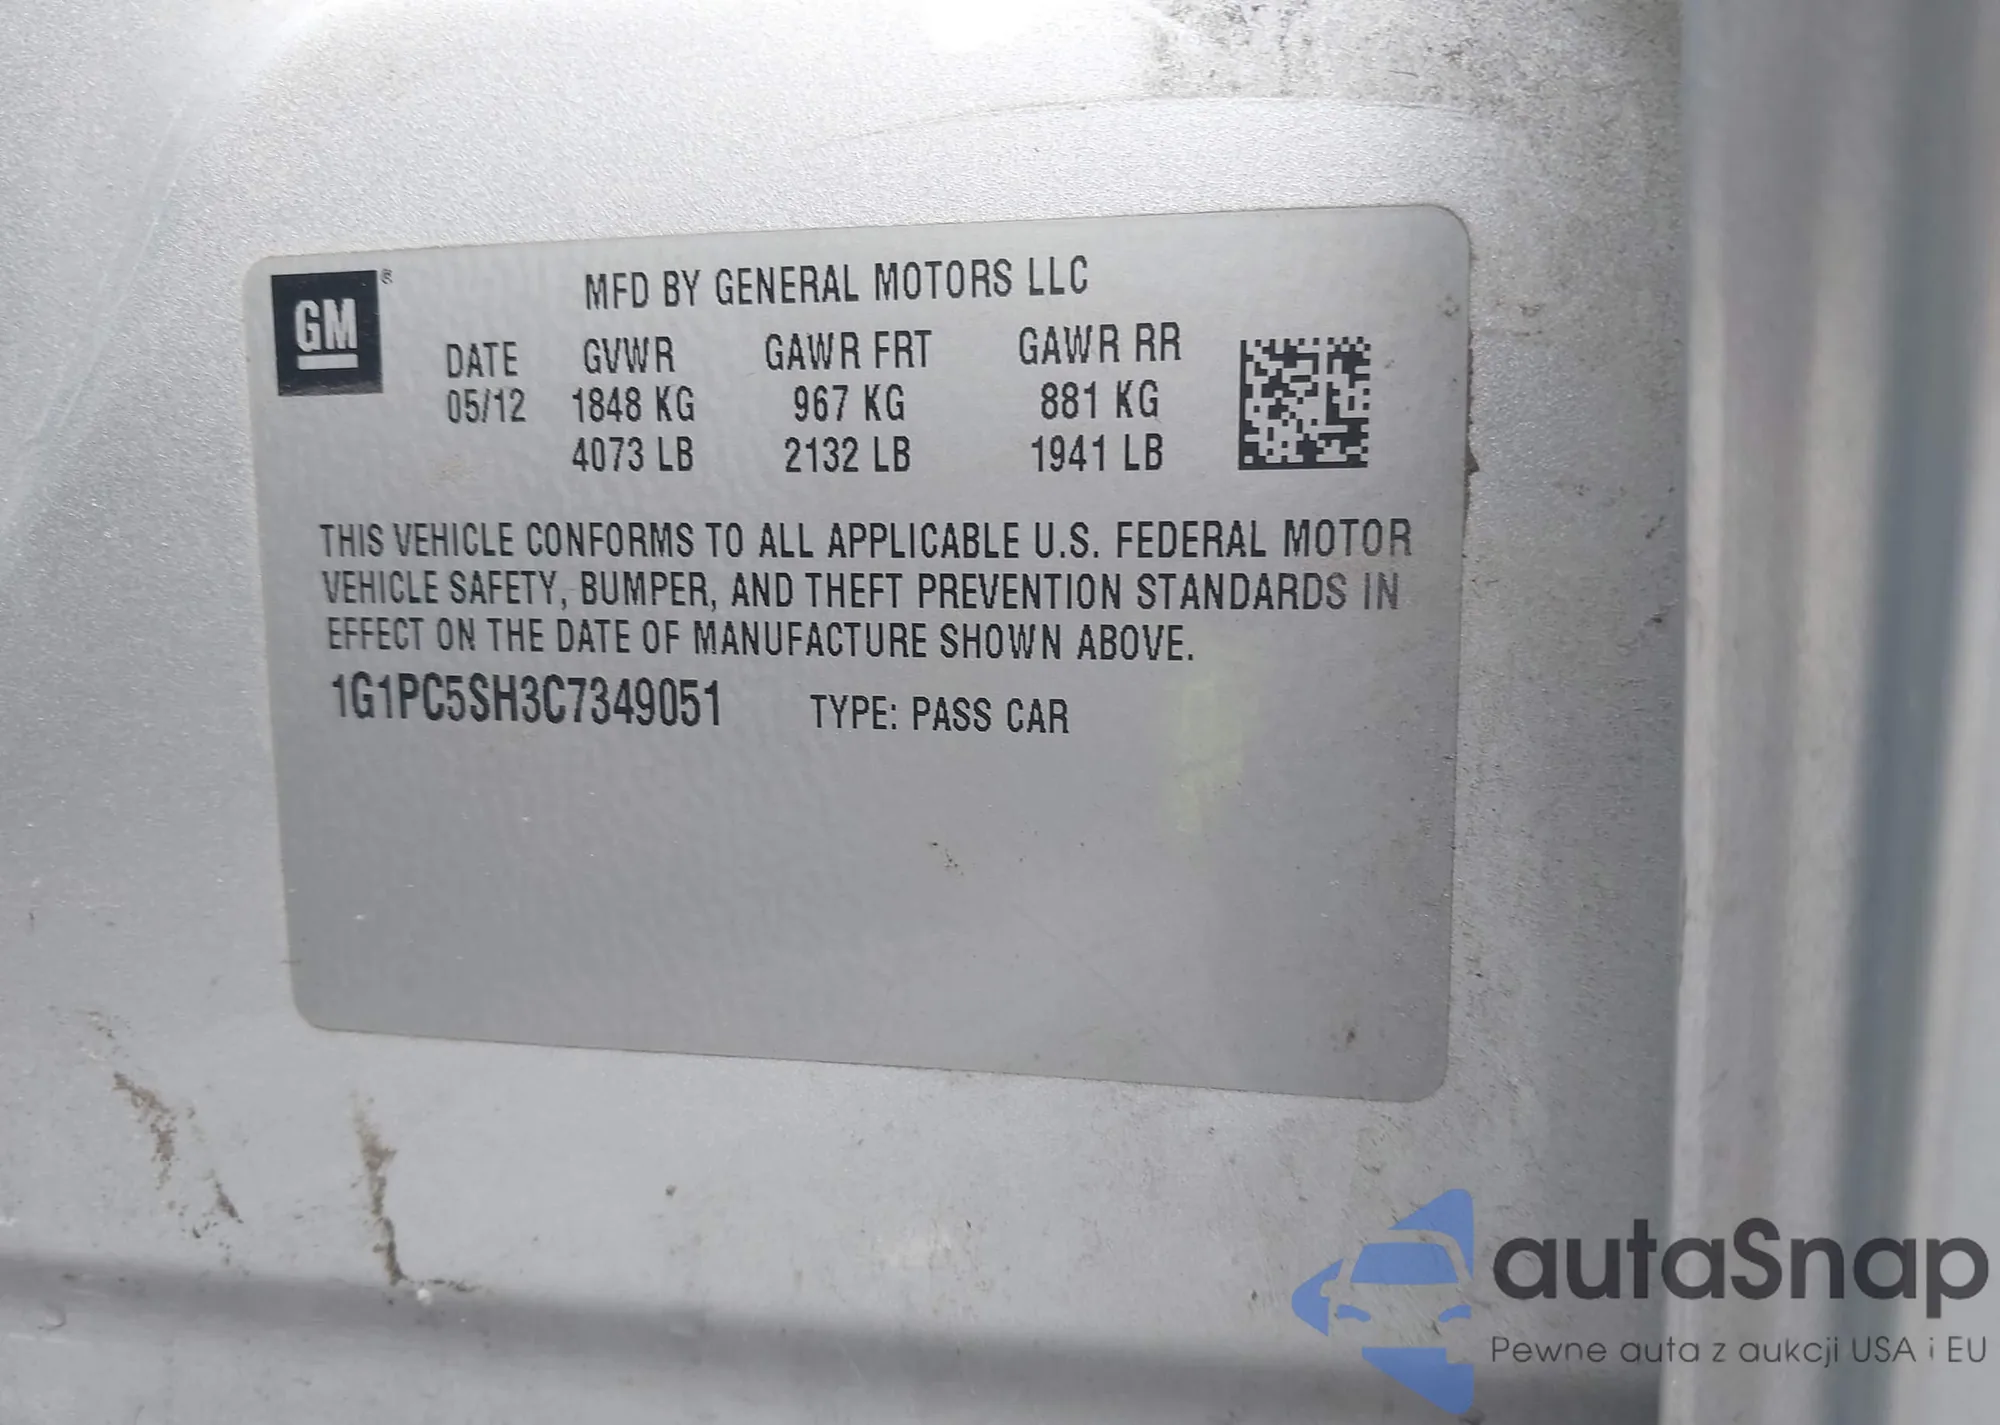 GM®
MFD BY GENERAL MOTORS LLC
DATE GVWR GAWR FRT GAWR RR
05/12 1848 KG 967 KG 881 KG
4073 LB 2132 LB 1941 LB
THIS VEHICLE CONFORMS TO ALL APPLICABLE U.S. FEDERAL MOTOR
VEHICLE SAFETY, BUMPER, AND THEFT PREVENTION STANDARDS IN
EFFECT ON THE DATE OF MANUFACTURE SHOWN ABOVE.
1G1PC5SH3C7349051 TYPE: PASS CAR
autaSnap
Pewne auta z aukcji USA i EU